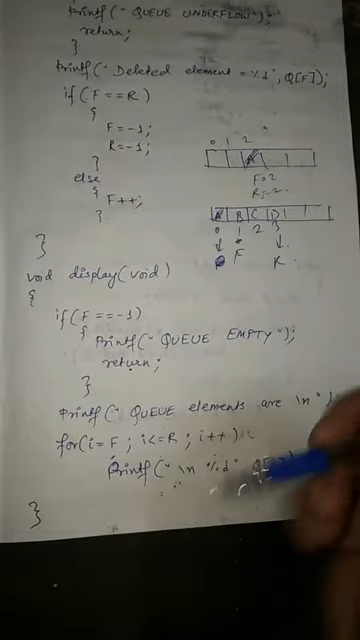 printf(" QUEUE UNDERFLOW");
return;
}
printf(" Deleted element = %d", Q[F]);
if (F==R)
{
F=-1;
R=-1;
}
else
{
F++;
}
}
0 1 2
A
F=2
R=2
A B C D
0 1 2 3
F R
void display(void)
{
if(F==-1)
{
printf(" QUEUE EMPTY");
return;
}
printf(" QUEUE elements are \n"
for(i=F ; i<=R ; i++)
printf(" \n %d"
}